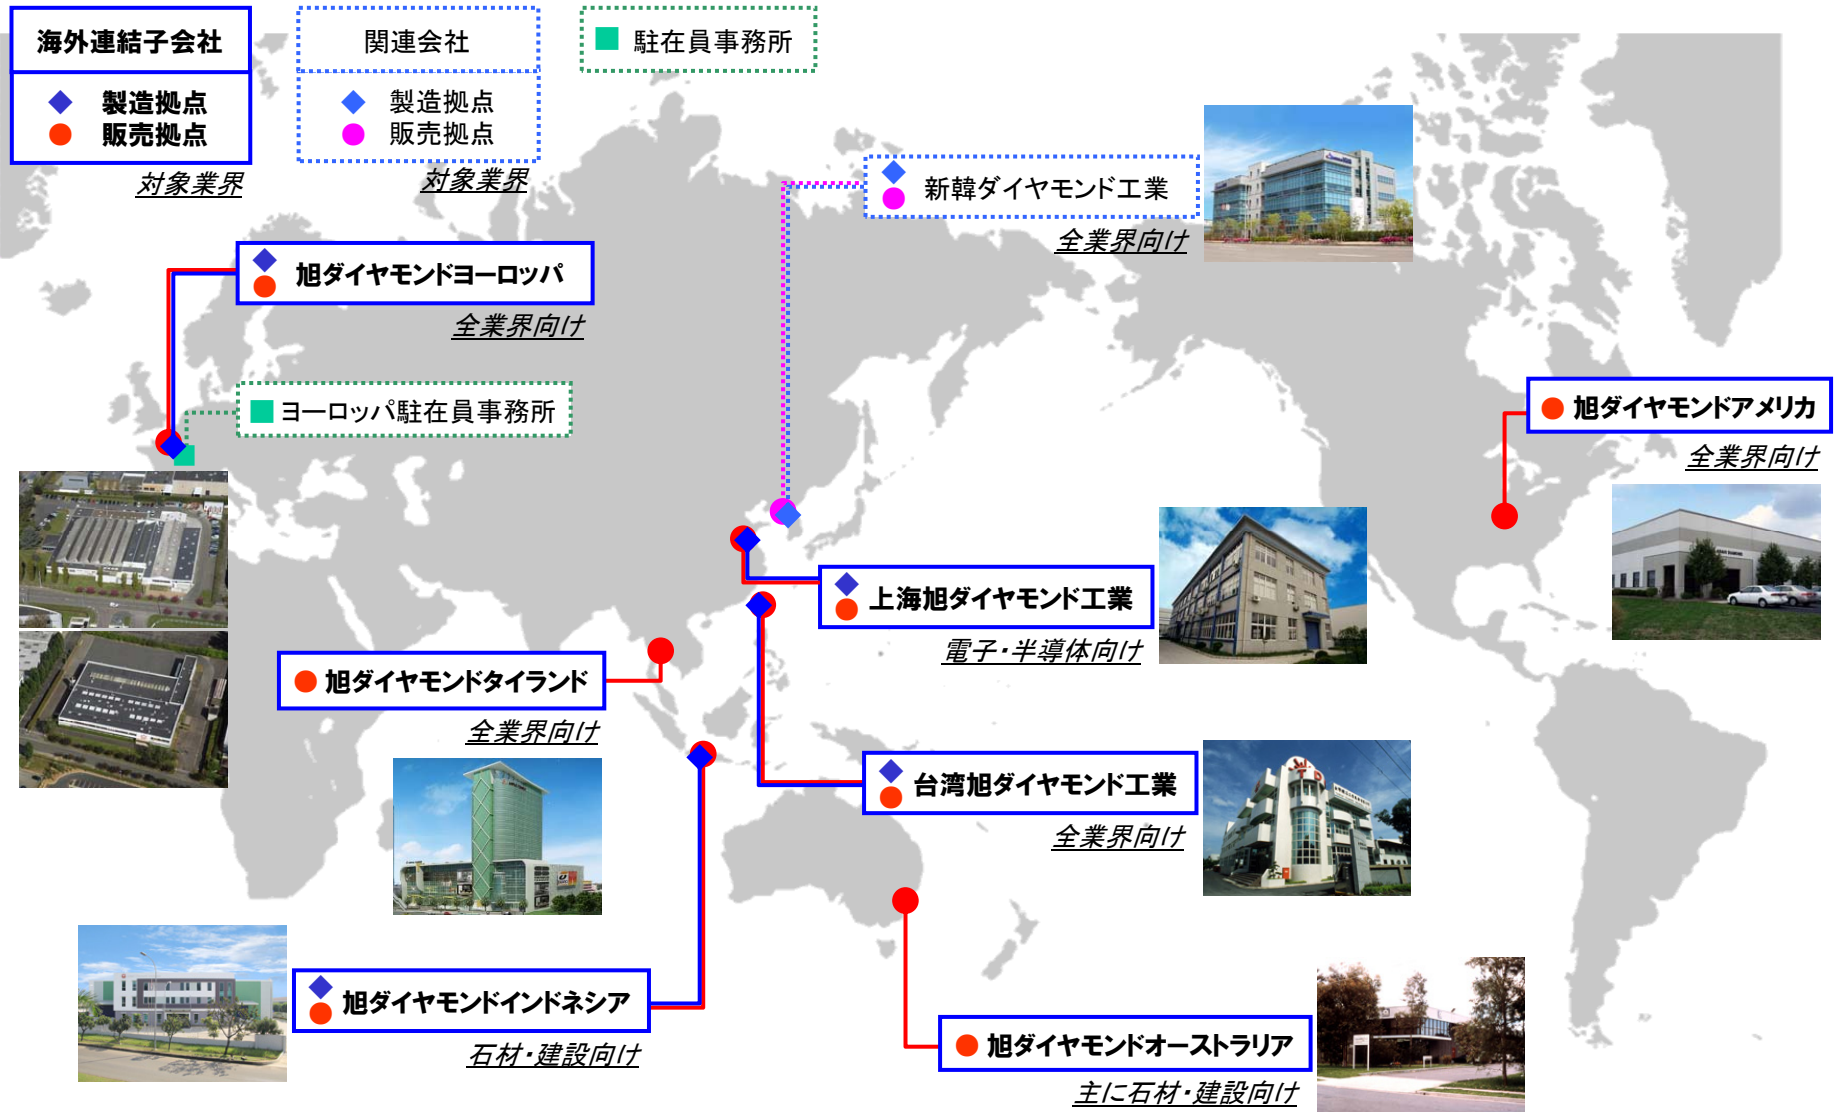 海外連結子会社
製造拠点
販売拠点
対象業界
関連会社
製造拠点
販売拠点
対象業界
駐在員事務所
新韓ダイヤモンド工業
全業界向け
旭ダイヤモンドヨーロッパ
全業界向け
ヨーロッパ駐在員事務所
旭ダイヤモンドアメリカ
全業界向け
上海旭ダイヤモンド工業
電子・半導体向け
旭ダイヤモンドタイランド
全業界向け
台湾旭ダイヤモンド工業
全業界向け
旭ダイヤモンドインドネシア
石材・建設向け
旭ダイヤモンドオーストラリア
主に石材・建設向け